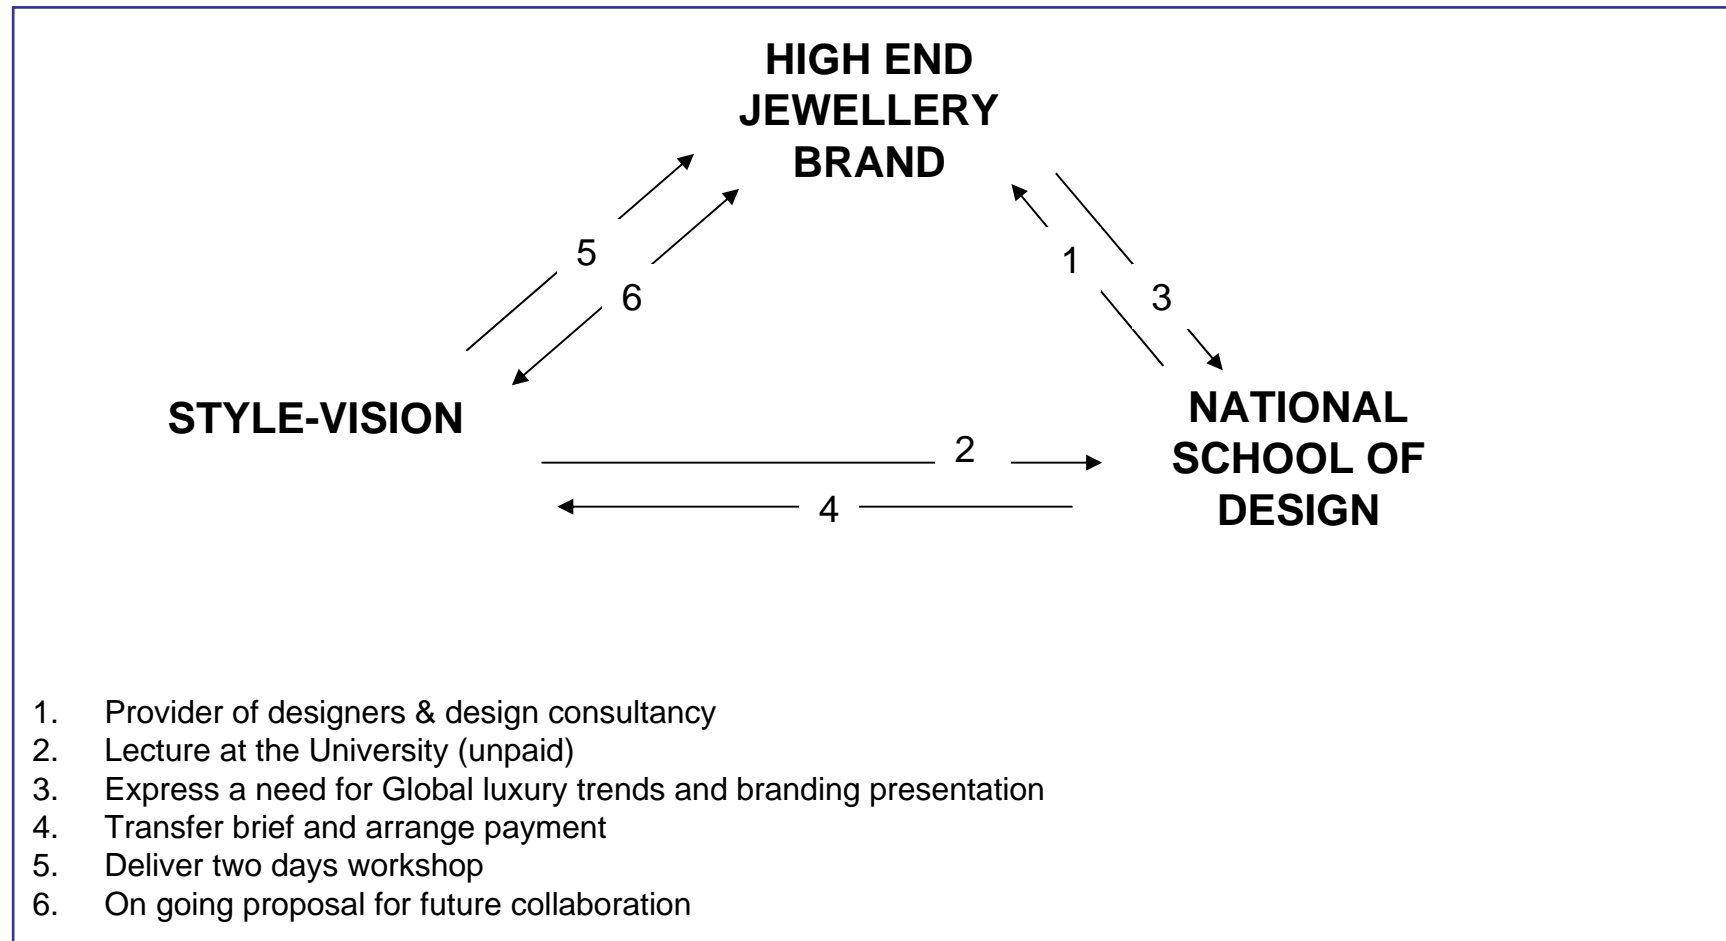 HIGH END
JEWELLERY
BRAND
5
6
1
3
STYLE-VISION
NATIONAL
SCHOOL OF
DESIGN
2
4
1. Provider of designers & design consultancy
2. Lecture at the University (unpaid)
3. Express a need for Global luxury trends and branding presentation
4. Transfer brief and arrange payment
5. Deliver two days workshop
6. On going proposal for future collaboration